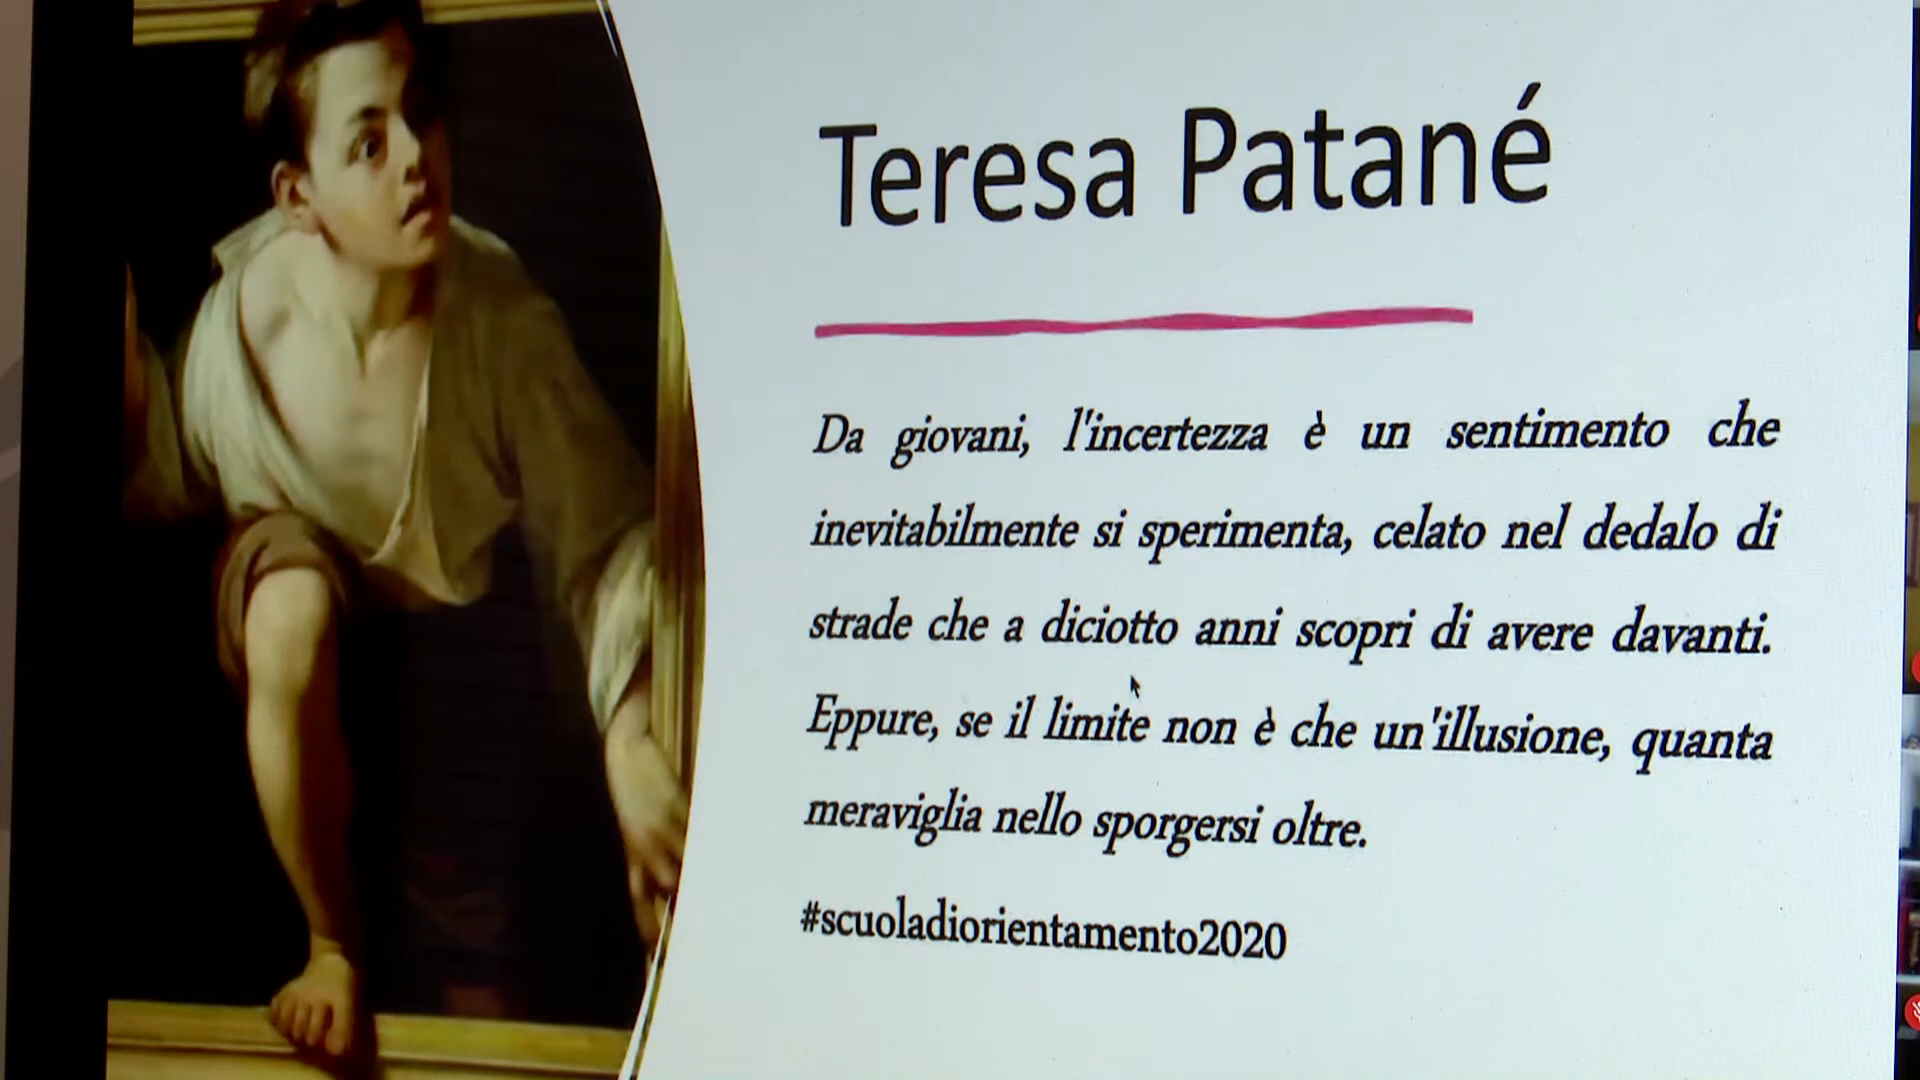 Teresa Patané
Da giovani, l'incertezza è un sentimento che
inevitabilmente si sperimenta, celato nel dedalo di
strade che a diciotto anni scopri di avere davanti.
Eppure, se il limite non è che un'illusione, quanta
meraviglia nello sporgersi oltre.
#scuoladiorientamento2020